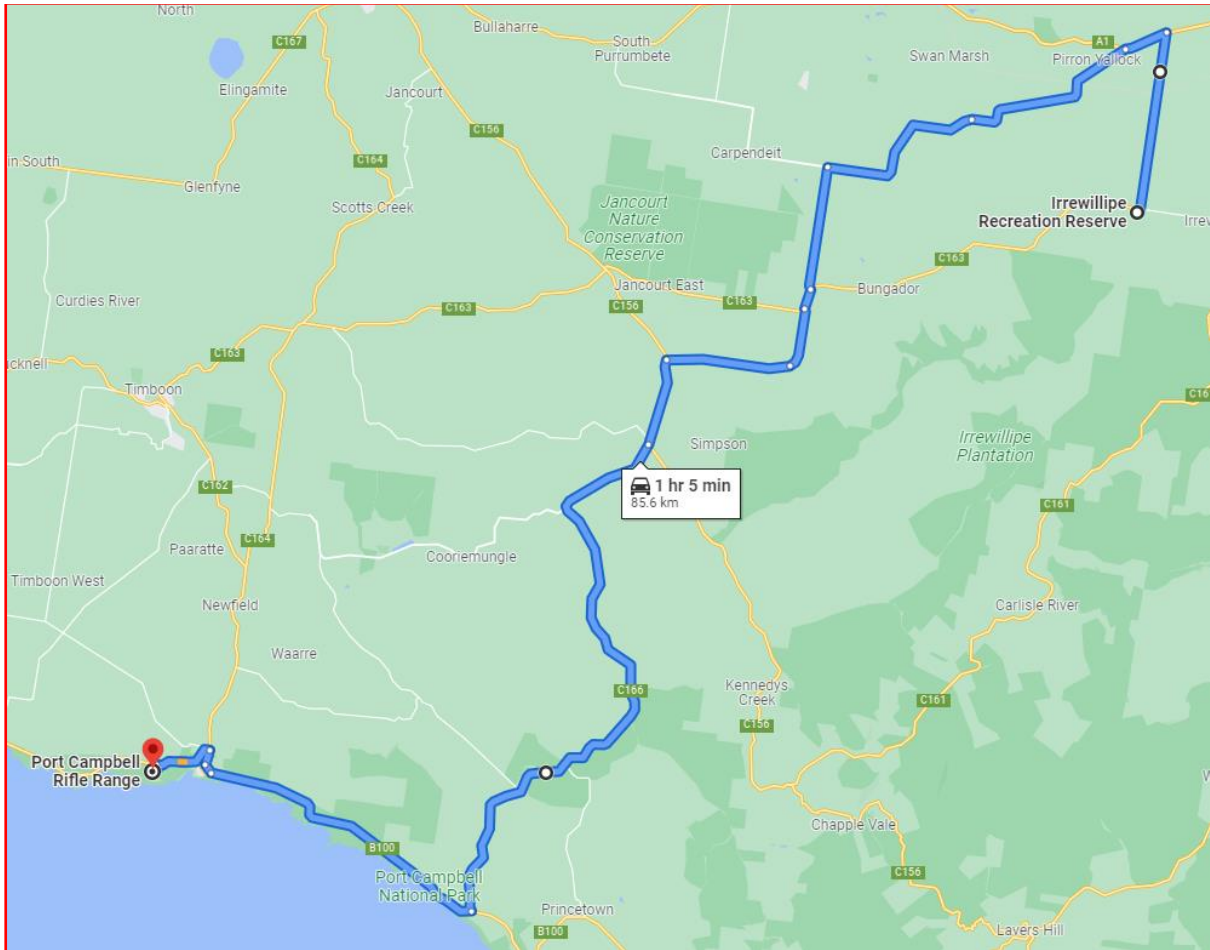 North
C167
Bullaharre
South
Purrumbete
Swan Marsh
A1
Pirron Yallock
Elingamite
Jancourt
C156
Carpendeit
in South
C164
Glenfyne
Scotts Creek
Jancourt
Nature
Conservation
Reserve
Irrewillipe
Recreation Reserve
Irrew
C163
Jancourt East
C163
Bungador
Curdies River
C163
C156
C163
cknell
Timboon
C16
Simpson
Irrewillipe
Plantation
1 hr 5 min
85.6 km
C162
C161
C164
Paaratte
Cooriemungle
Timboon West
Newfield
Carlisle River
Waarre
C166
Kennedys
Creek
C161
C156
Port Campbell
Rifle Range
W
Chapple Vale
B100
Port Campbell
National Park
C156
Princetown
B100
Lavers Hill